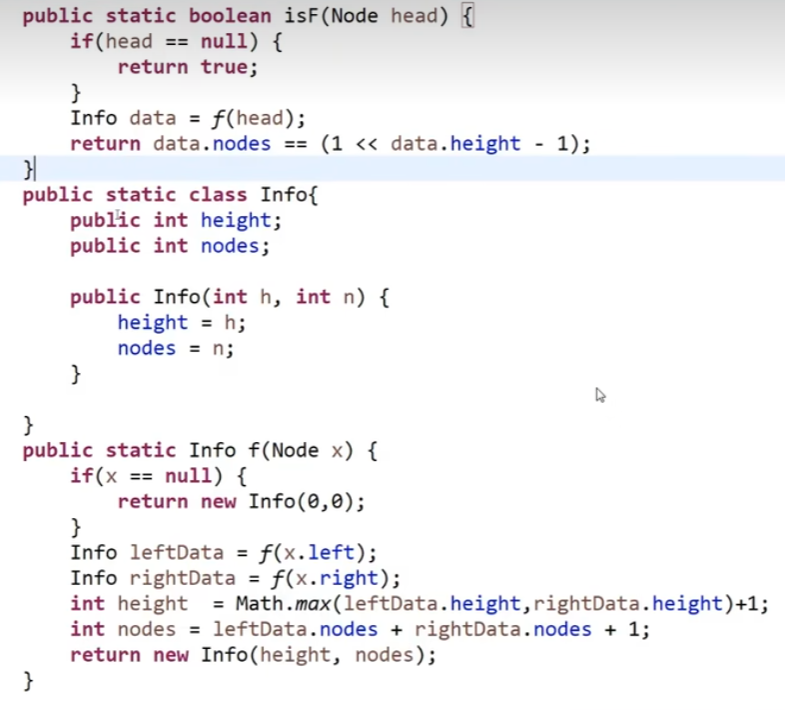 public static boolean isF(Node head) {
if(head == null) {
return true;
}
Info data = f(head);
return data.nodes == (1 << data.height - 1);
}
public static class Info{
public int height;
public int nodes;
public Info(int h, int n) {
height = h;
nodes = n;
}
}
public static Info f(Node x) {
if(x == null) {
return new Info(0,0);
}
Info leftData = f(x.left);
Info rightData = f(x.right);
int height  = Math.max(leftData.height,rightData.height)+1;
int nodes = leftData.nodes + rightData.nodes + 1;
return new Info(height, nodes);
}